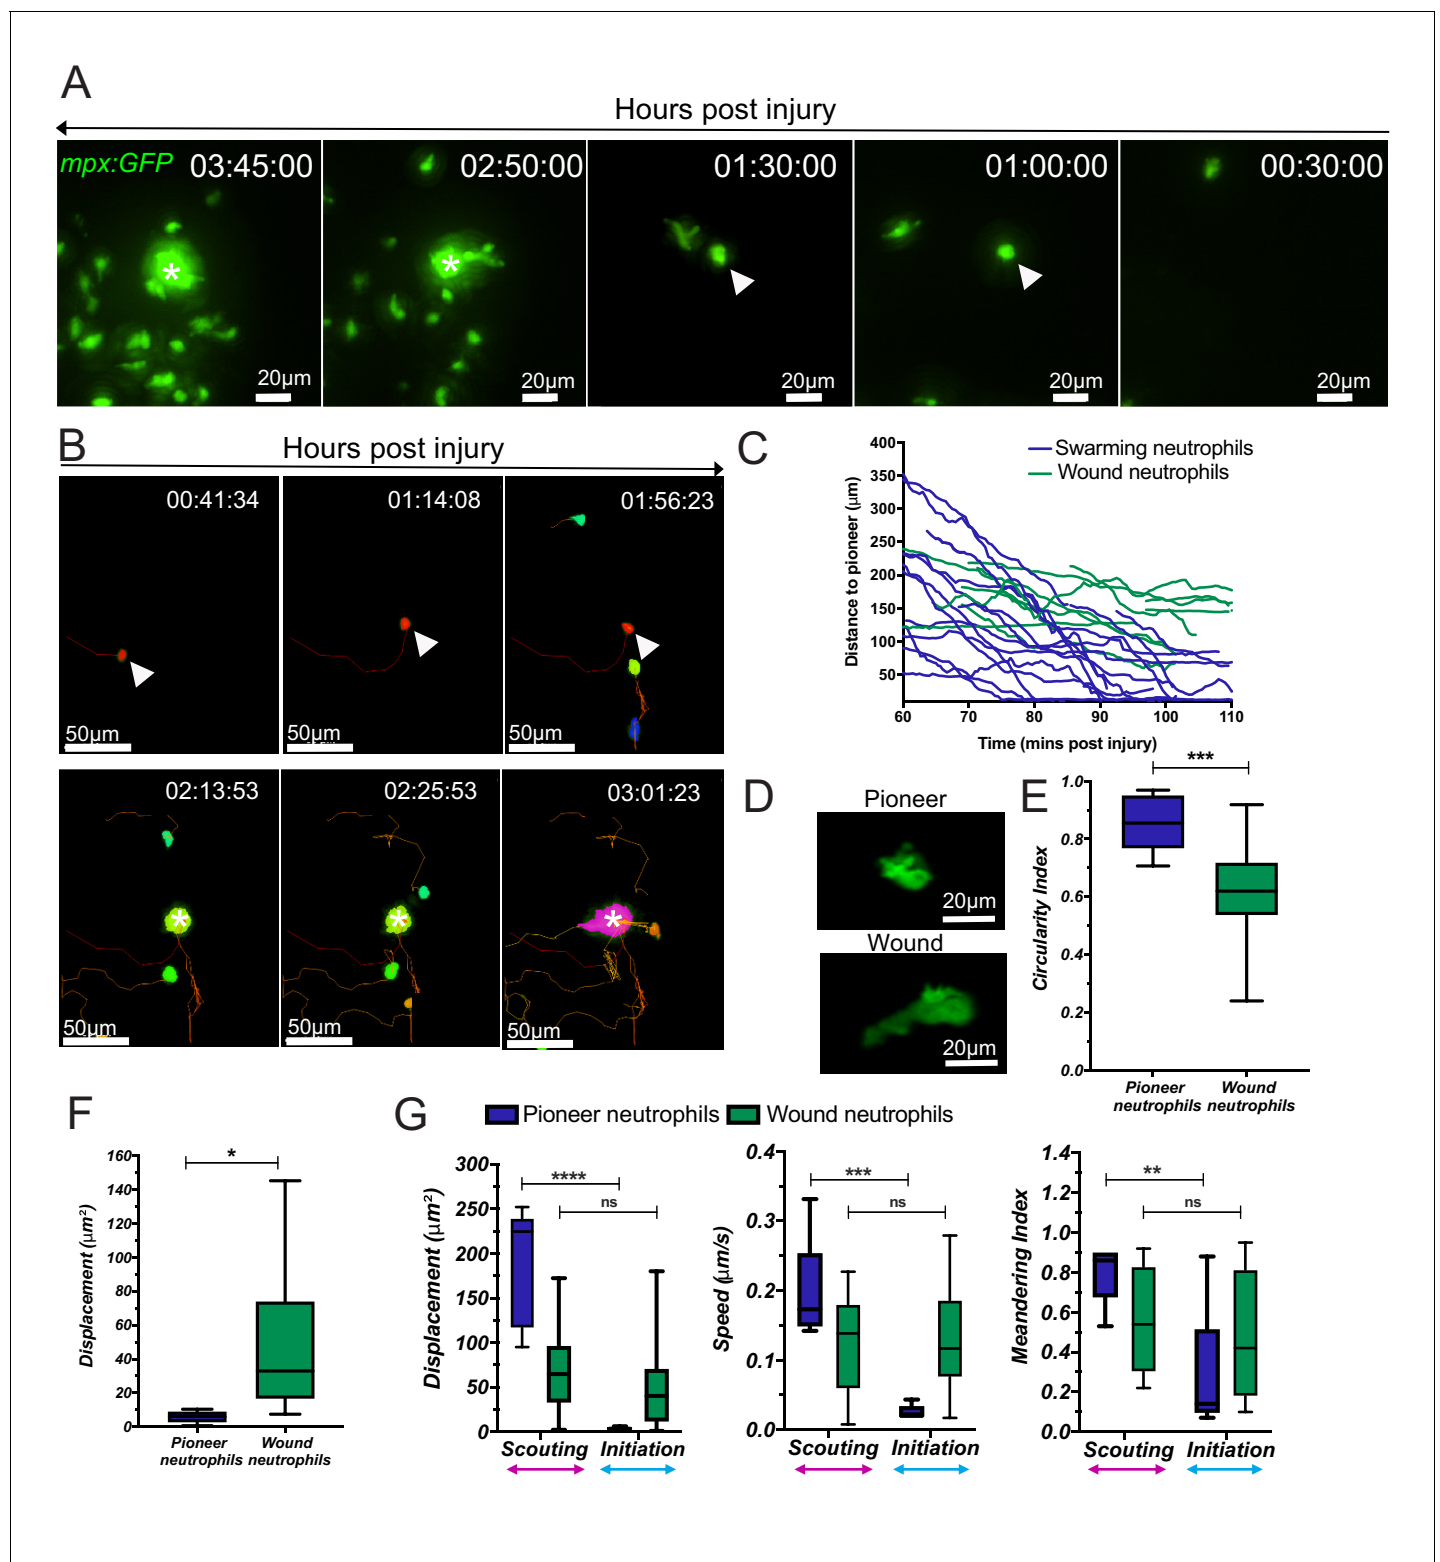 A
Hours post injury
mpx:GFP
03:45:00
02:50:00
01:30:00
01:00:00
00:30:00
*
*
20µm
20µm
20µm
20µm
20µm
B
Hours post injury
00:41:34
01:14:08
01:56:23
50µm
50µm
50µm
02:13:53
02:25:53
03:01:23
*
*
*
50µm
50µm
50µm
C
Swarming neutrophils
Wound neutrophils
Distance to pioneer (µm)
400
350
300
250
200
150
100
50
60 70 80 90 100 110
Time (mins post injury)
D
Pioneer
20µm
Wound
20µm
E
***
Circularity Index
1.0
0.8
0.6
0.4
0.2
0.0
Pioneer
neutrophils
Wound
neutrophils
F
*
Displacement (µm²)
160
140
120
100
80
60
40
20
0
Pioneer
neutrophils
Wound
neutrophils
G
Pioneer neutrophils
Wound neutrophils
Displacement (µm²)
300
250
200
150
100
50
0
****
ns
Scouting
Initiation
Speed (µm/s)
0.4
0.3
0.2
0.1
0.0
***
ns
Scouting
Initiation
Meandering Index
1.4
1.2
1.0
0.8
0.6
0.4
0.2
0.0
**
ns
Scouting
Initiation